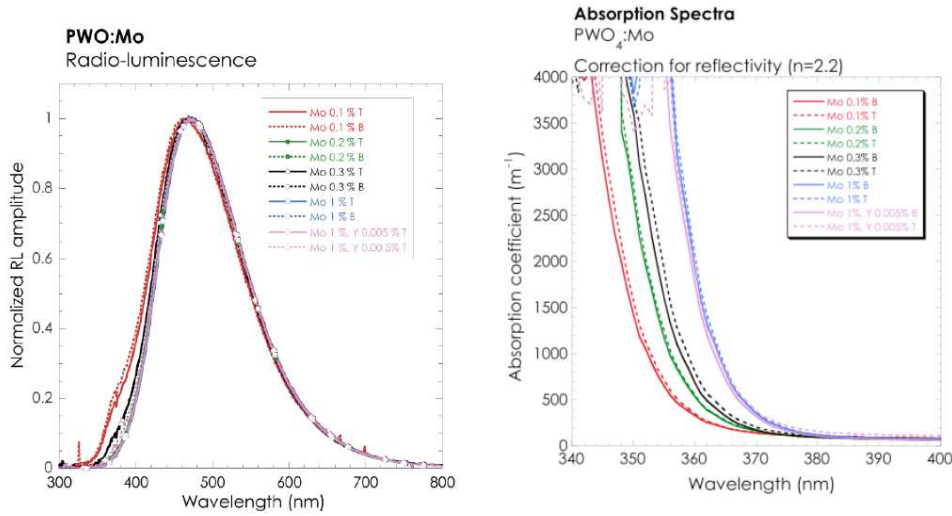 PWO:Mo
Radio-luminescence
Normalized RL amplitude
1
0.8
0.6
0.4
0.2
0
300 400 500 600 700 800
Wavelength (nm)
Mo 0.1 % T
Mo 0.1 % B
Mo 0.2 % T
Mo 0.2 % B
Mo 0.3 % T
Mo 0.3 % B
Mo 1 % T
Mo 1 % B
Mo 1 %, Y 0.005 % T
Mo 1 %, Y 0.00 5% T
Absorption Spectra
PWO4:Mo
Correction for reflectivity (n=2.2)
Absorption coefficient (m-1)
4000
3500
3000
2500
2000
1500
1000
500
0
340 350 360 370 380 390 400
Wavelength (nm)
Mo 0.1% B
Mo 0.1% T
Mo 0.2% B
Mo 0.2% T
Mo 0.3% B
Mo 0.3% T
Mo 1% B
Mo 1% T
Mo 1%, Y 0.005% B
Mo 1%, Y 0.005% T